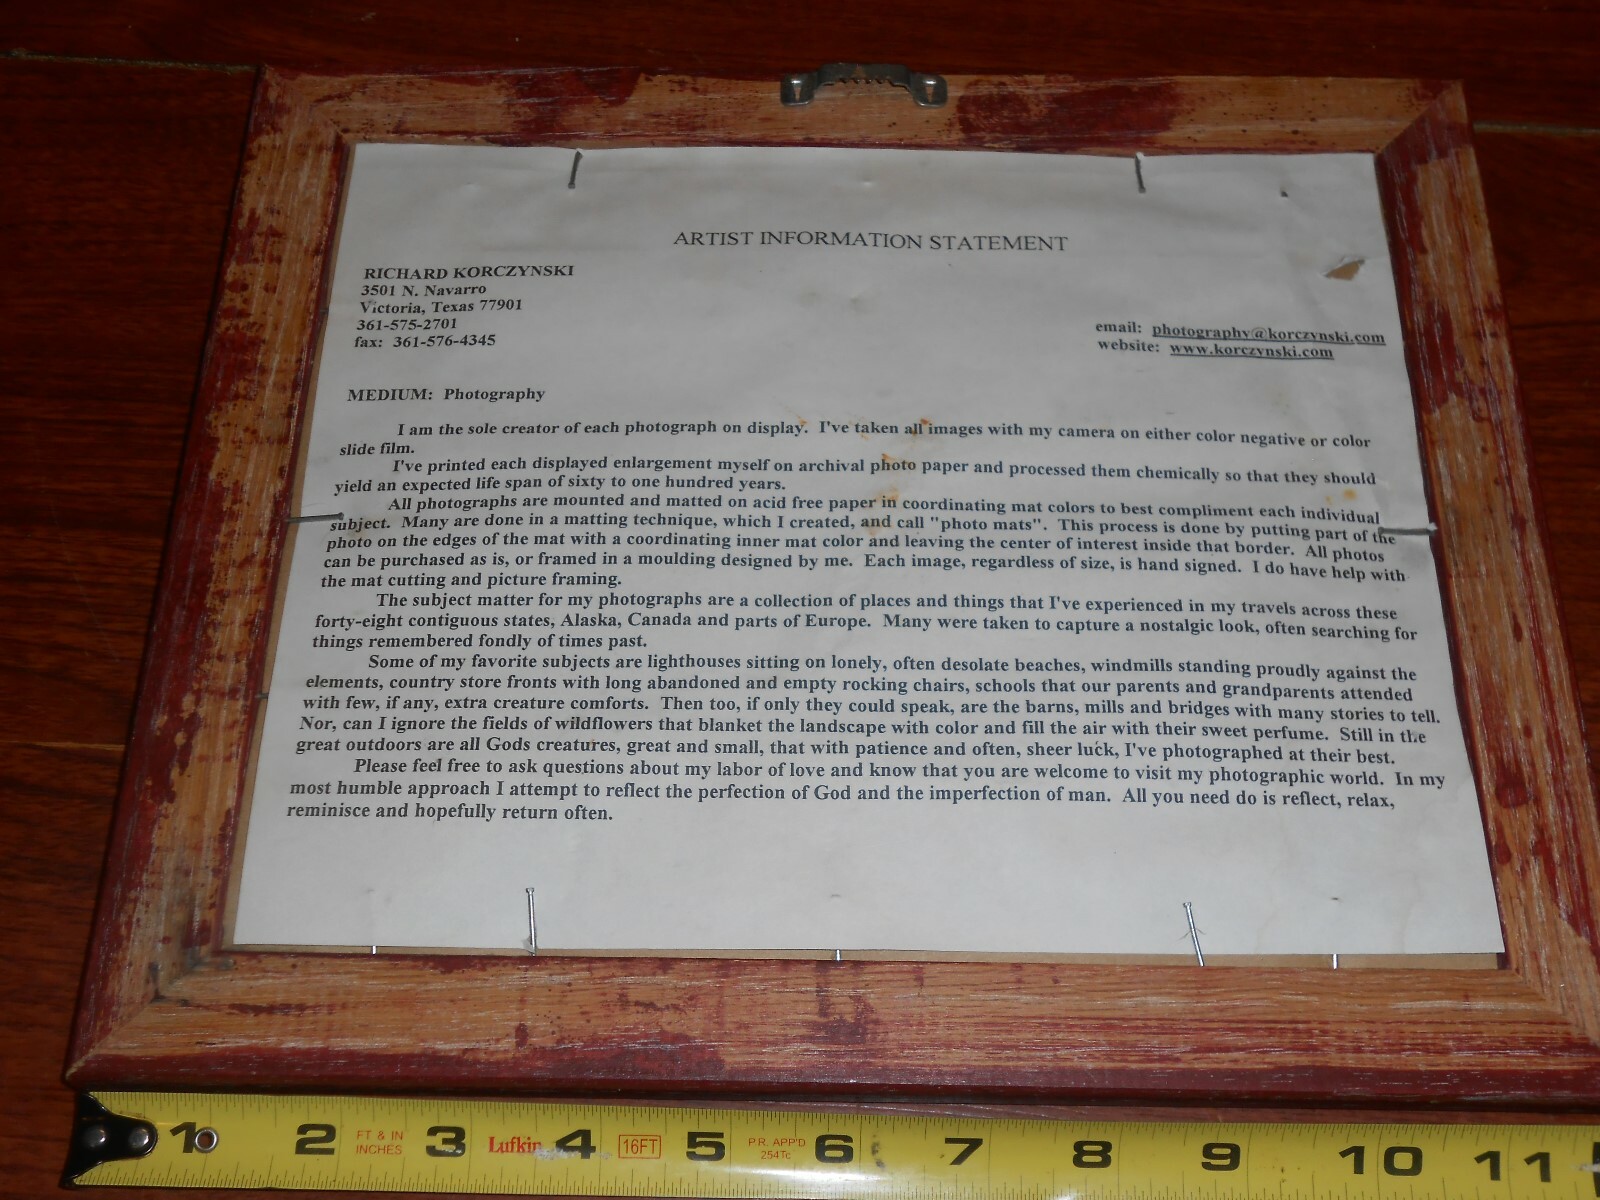 ARTIST INFORMATION STATEMENT
RICHARD KORCZYNSKI
3501 N. Navarro
Victoria, Texas 77901
361-575-2701
fax: 361-576-4345
email: photography@korczynski.com
website: www.korczynski.com
MEDIUM: Photography
I am the sole creator of each photograph on display. I've taken all images with my camera on either color negative or color
slide film.
I've printed each displayed enlargement myself on archival photo paper and processed them chemically so that they should
yield an expected life span of sixty to one hundred years.
All photographs are mounted and matted on acid free paper in coordinating mat colors to best compliment each individual
subject. Many are done in a matting technique, which I created, and call "photo mats". This process is done by putting part of the
photo on the edges of the mat with a coordinating inner mat color and leaving the center of interest inside that border. All photos
can be purchased as is, or framed in a moulding designed by me. Each image, regardless of size, is hand signed. I do have help with
the mat cutting and picture framing.
The subject matter for my photographs are a collection of places and things that I've experienced in my travels across these
forty-eight contiguous states, Alaska, Canada and parts of Europe. Many were taken to capture a nostalgic look, often searching for
things remembered fondly of times past.
Some of my favorite subjects are lighthouses sitting on lonely, often desolate beaches, windmills standing proudly against the
elements, country store fronts with long abandoned and empty rocking chairs, schools that our parents and grandparents attended
with few, if any, extra creature comforts. Then too, if only they could speak, are the barns, mills and bridges with many stories to tell.
Nor, can I ignore the fields of wildflowers that blanket the landscape with color and fill the air with their sweet perfume. Still in the
great outdoors are all Gods creatures, great and small, that with patience and often, sheer luck, I've photographed at their best.
Please feel free to ask questions about my labor of love and know that you are welcome to visit my photographic world. In my
most humble approach I attempt to reflect the perfection of God and the imperfection of man. All you need do is reflect, relax,
reminisce and hopefully return often.
1 2 FT & IN INCHES 3 Lufkin 4 16FT 5 P.R. APP'D 254Tc 6 7 8 9 10 11